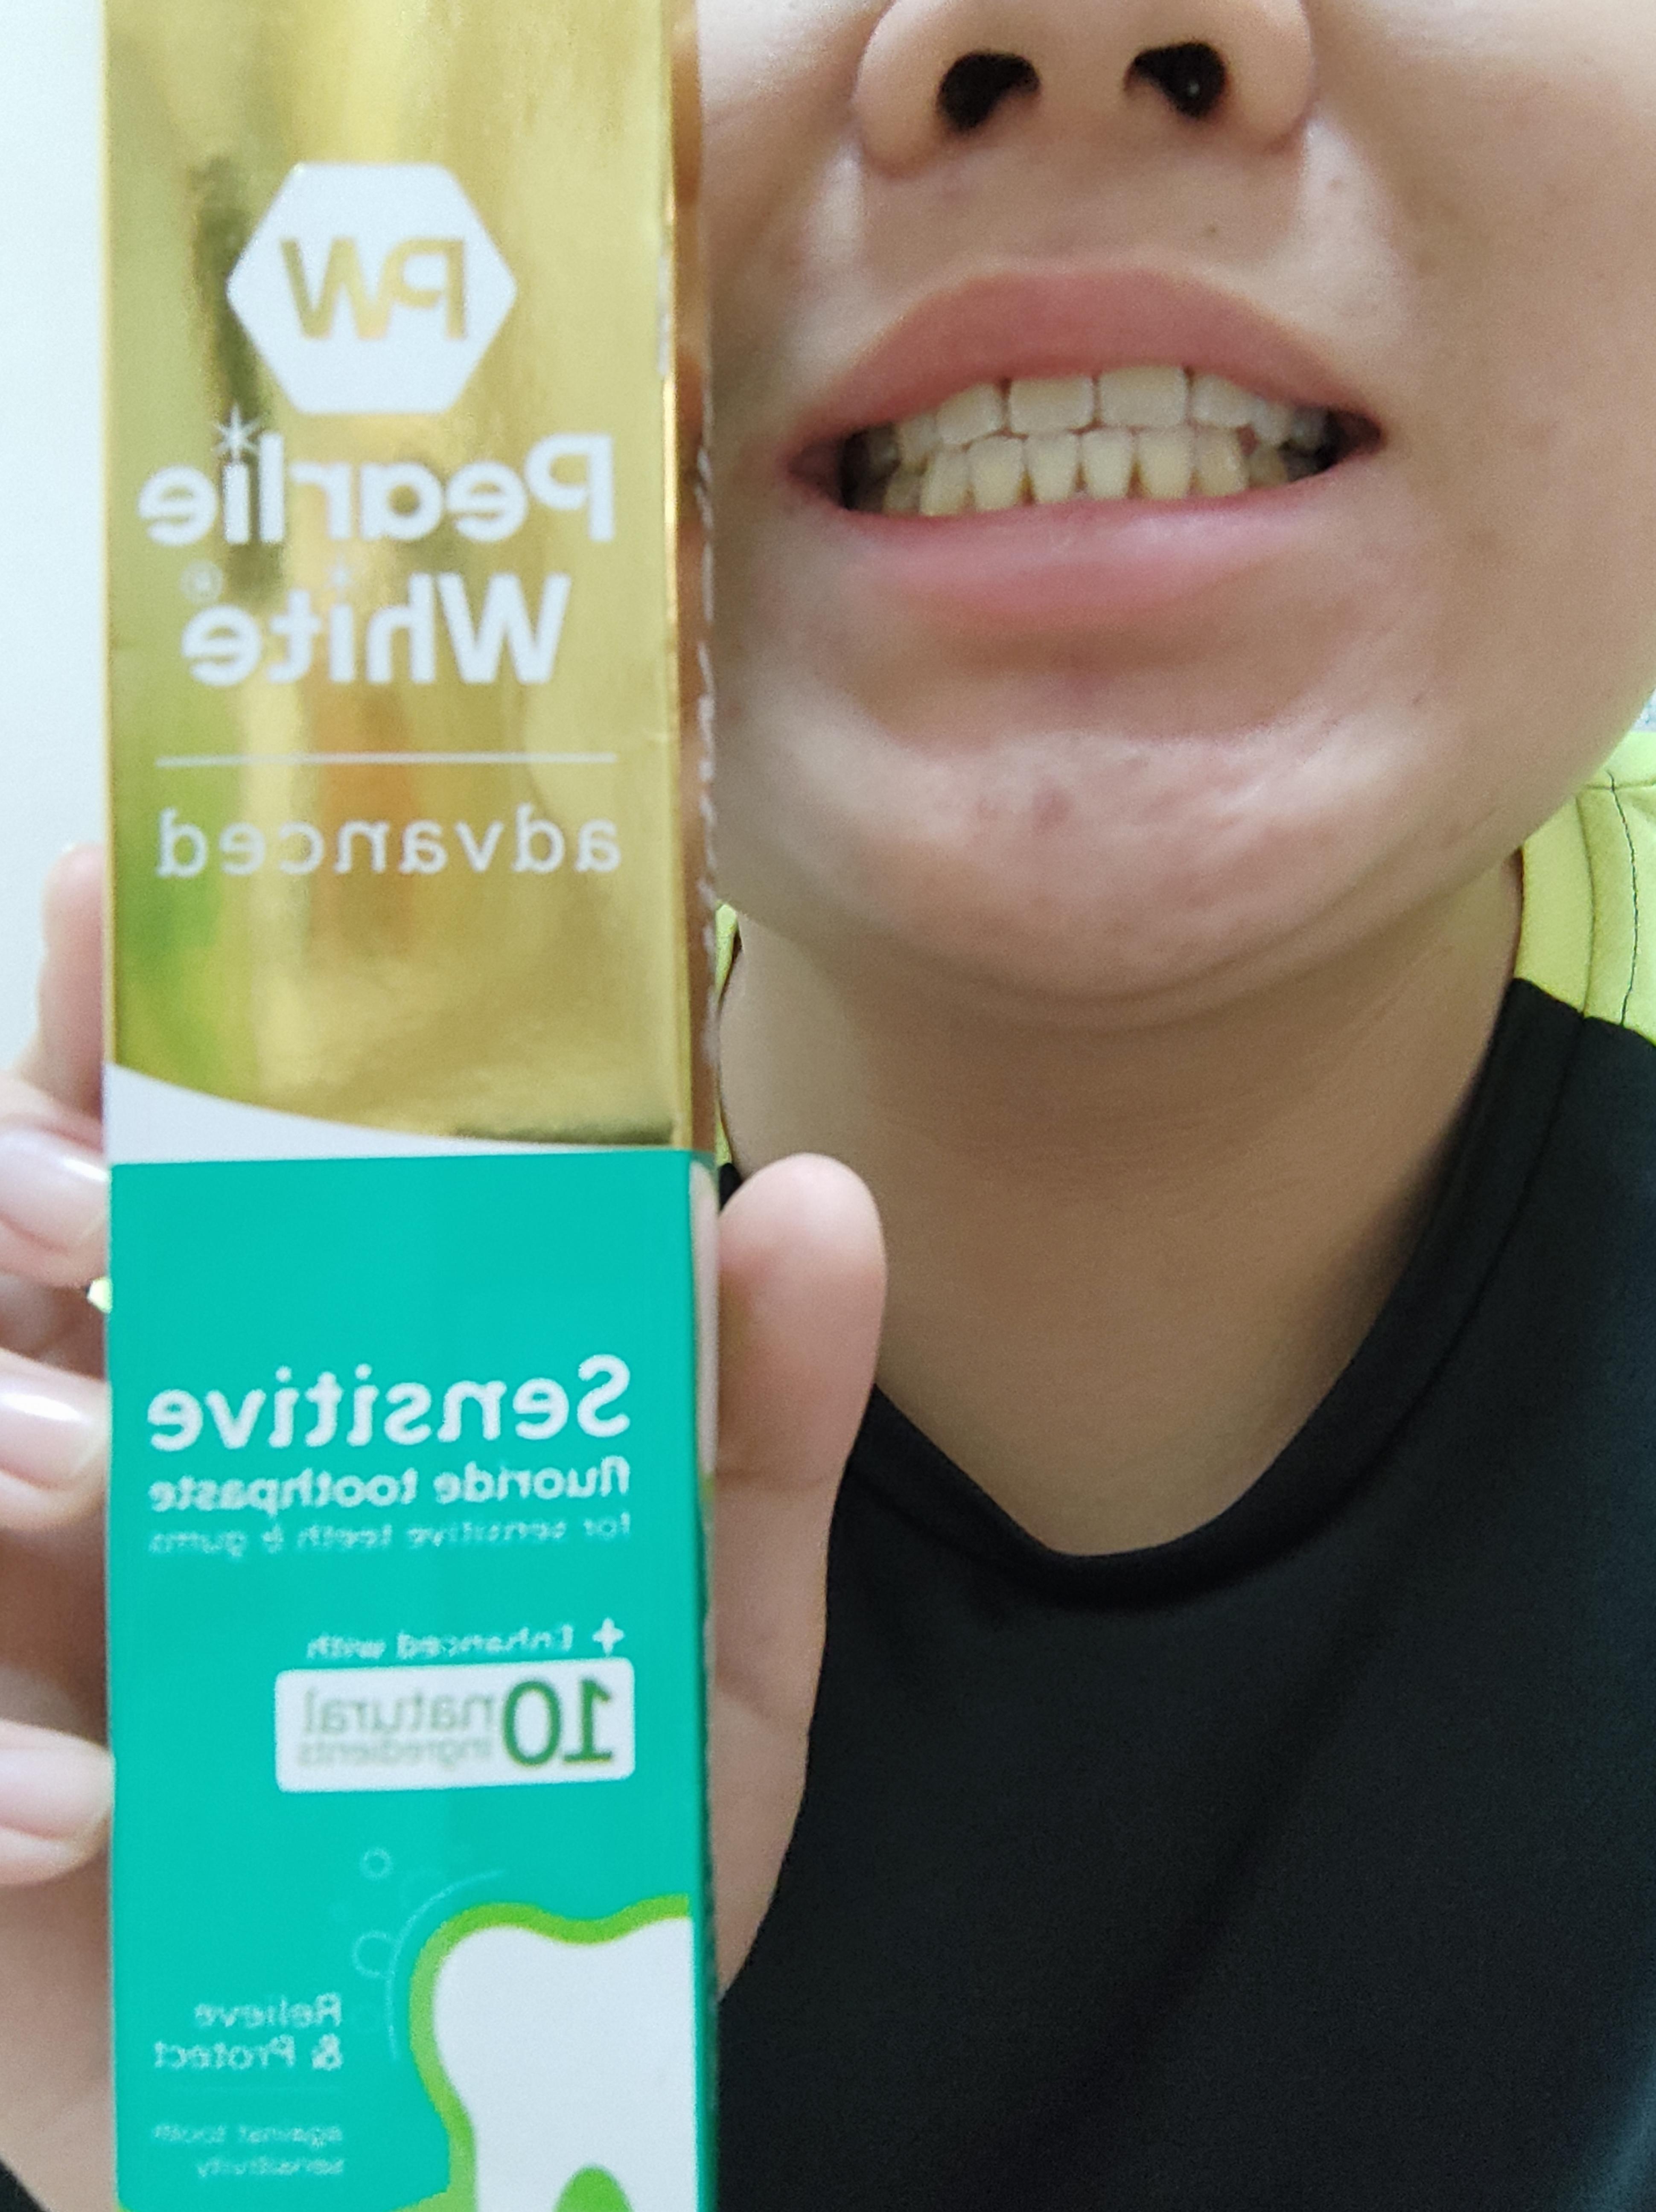 PW
Pearlie
White®
advanced
Sensitive
fluoride toothpaste
for sensitive teeth & gums
+ Enhanced with
10 natural
ingredients
Relieve
& Protect
against tooth
sensitivity